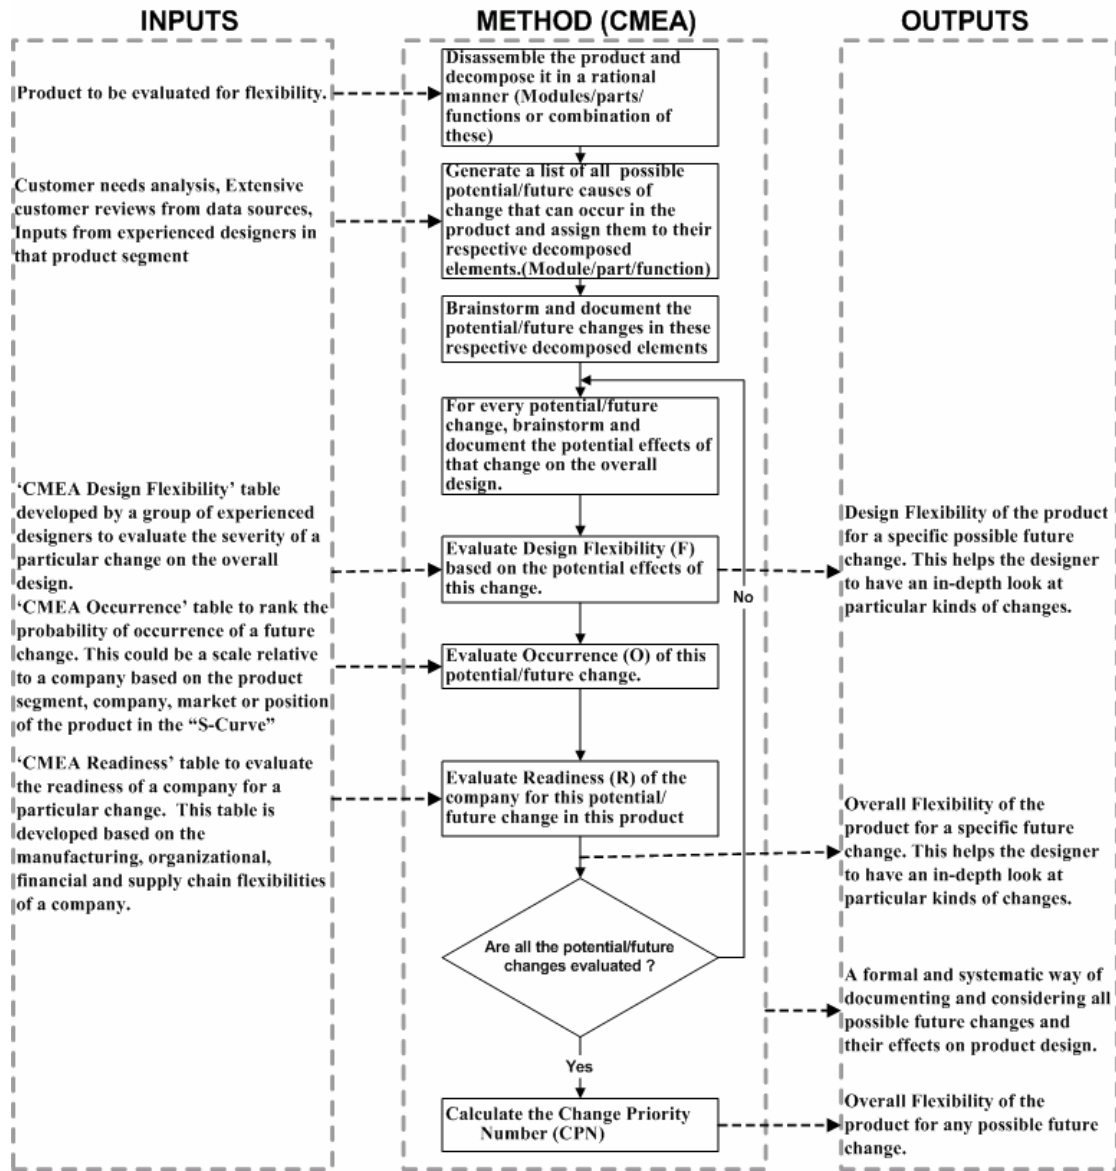 INPUTS
METHOD (CMEA)
OUTPUTS
Product to be evaluated for flexibility.
Customer needs analysis, Extensive
customer reviews from data sources,
Inputs from experienced designers in
that product segment
‘CMEA Design Flexibility’ table
developed by a group of experienced
designers to evaluate the severity of a
particular change on the overall
design.
‘CMEA Occurrence’ table to rank the
probability of occurrence of a future
change. This could be a scale relative
to a company based on the product
segment, company, market or position
of the product in the “S-Curve”
‘CMEA Readiness’ table to evaluate
the readiness of a company for a
particular change.  This table is
developed based on the
manufacturing, organizational,
financial and supply chain flexibilities
of a company.
Disassemble the product and
decompose it in a rational
manner (Modules/parts/
functions or combination of
these)
Generate a list of all  possible
potential/future causes of
change that can occur in the
product and assign them to their
respective decomposed
elements.(Module/part/function)
Brainstorm and document the
potential/future changes in these
respective decomposed elements
For every potential/future
change, brainstorm and
document the potential effects of
that change on the overall
design.
Evaluate Design Flexibility (F)
based on the potential effects of
this change.
Evaluate Occurrence (O) of this
potential/future change.
Evaluate Readiness (R) of the
company for this potential/
future change in this product
Are all the potential/future
changes evaluated ?
No
Yes
Calculate the Change Priority
Number (CPN)
Design Flexibility of the product
for a specific possible future
change. This helps the designer
to have an in-depth look at
particular kinds of changes.
Overall Flexibility of the
product for a specific future
change. This helps the designer
to have an in-depth look at
particular kinds of changes.
A formal and systematic way of
documenting and considering all
possible future changes and
their effects on product design.
Overall Flexibility of the
product for any possible future
change.